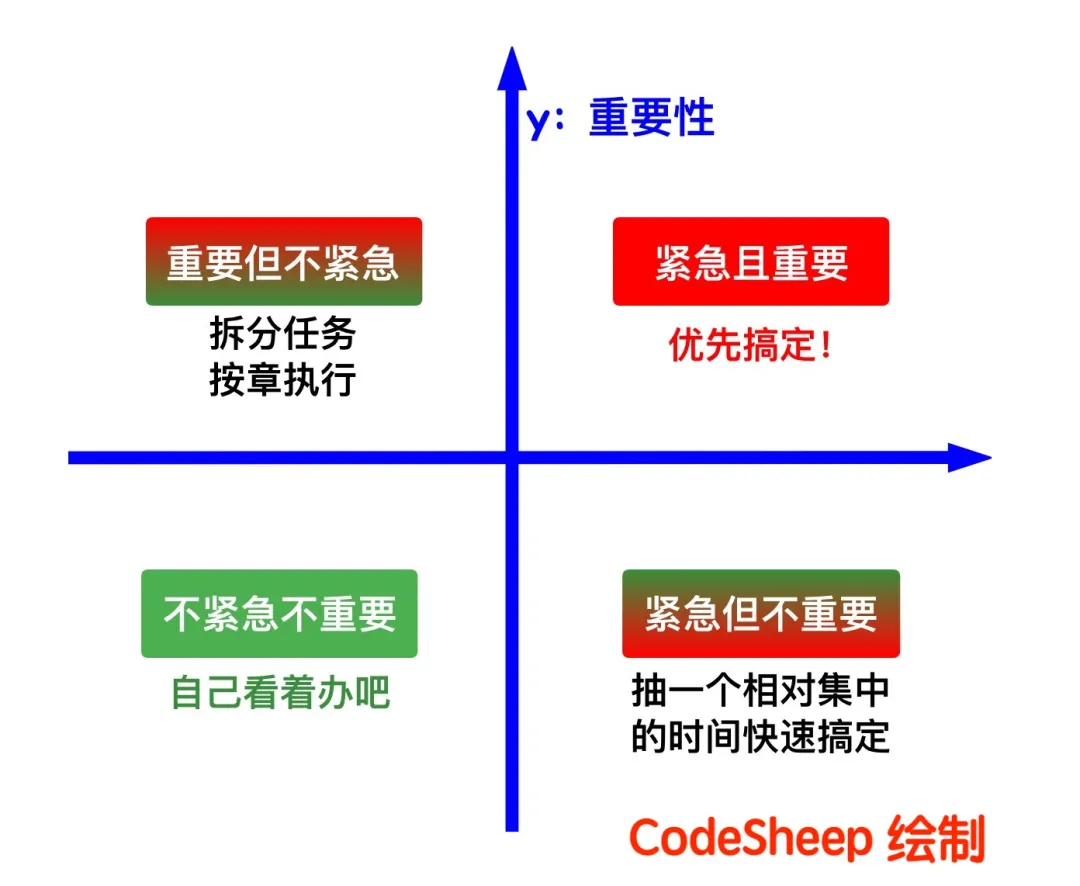 y：重要性
重要但不紧急
拆分任务
按章执行
紧急且重要
优先搞定！
不紧急不重要
自己看着办吧
紧急但不重要
抽一个相对集中
的时间快速搞定
CodeSheep 绘制